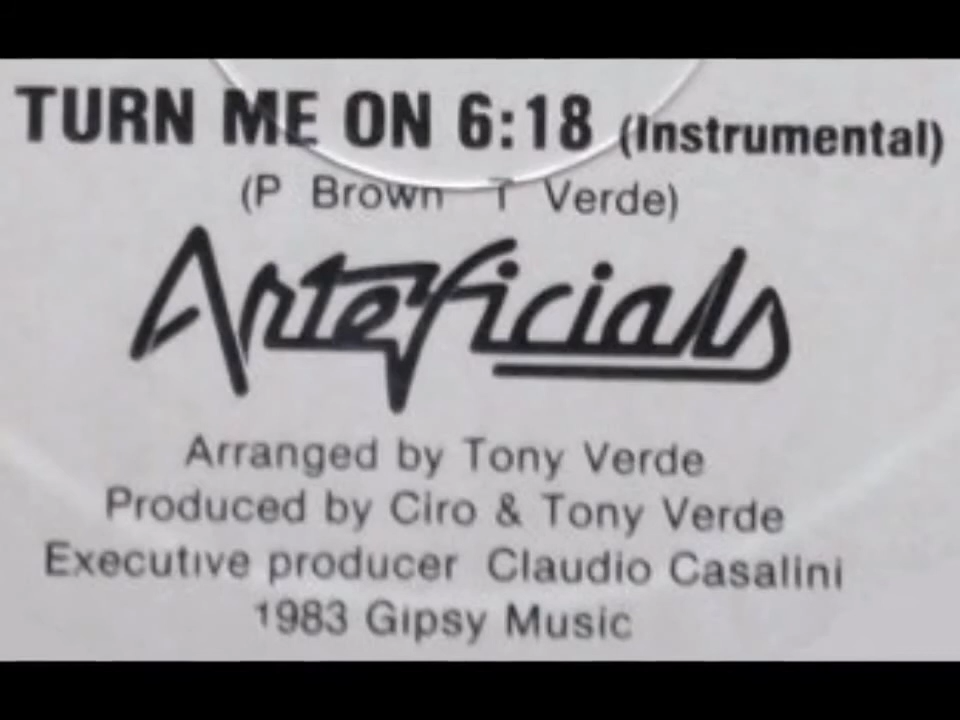 TURN ME ON 6:18 (Instrumental)
(P Brown T Verde)
Arteficials
Arranged by Tony Verde
Produced by Ciro & Tony Verde
Executive producer Claudio Casalini
1983 Gipsy Music